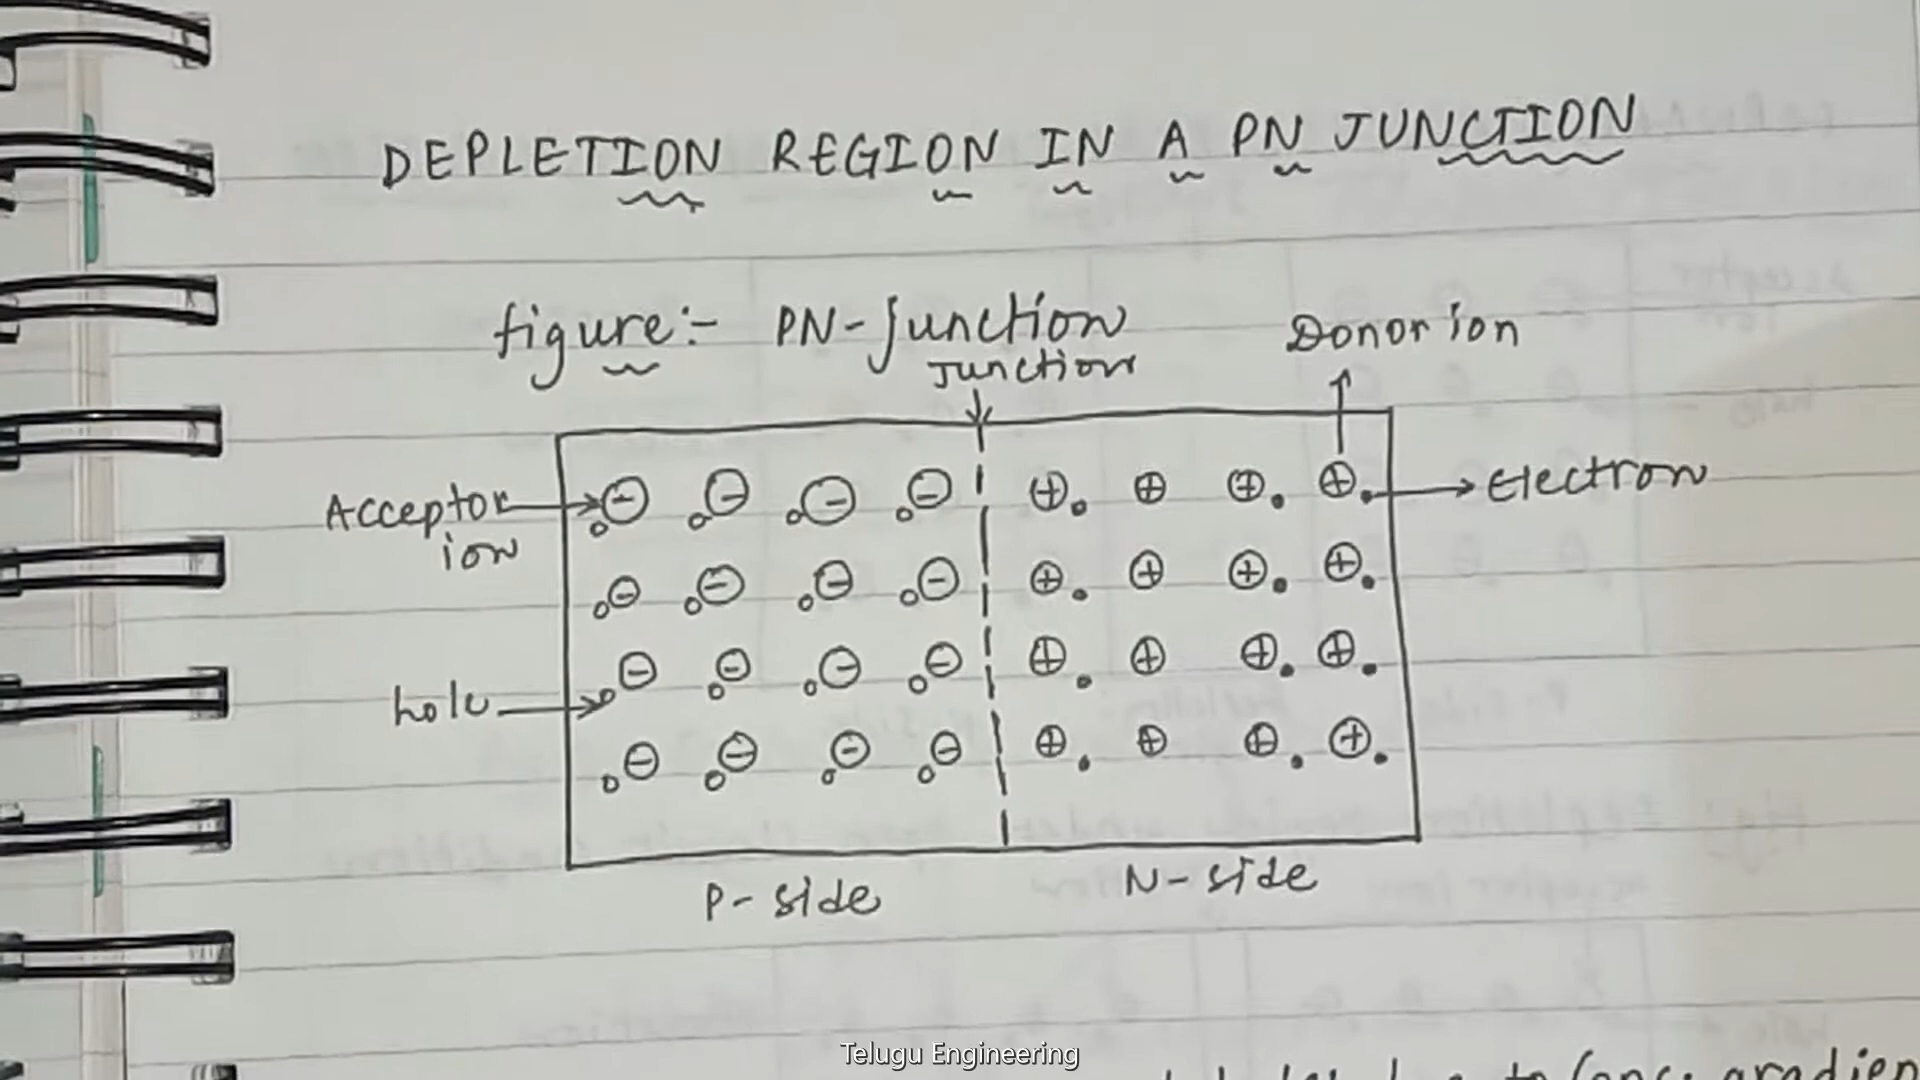 DEPLETION REGION IN A PN JUNCTION
figure:- PN-Junction
Junction
Donor ion
Acceptor
ion
Electron
hole
P-side
N-side
Telugu Engineering